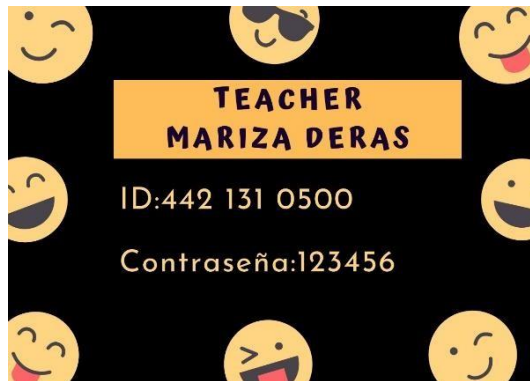 TEACHER
MARIZA DERAS
ID:442 131 0500
Contraseña:123456